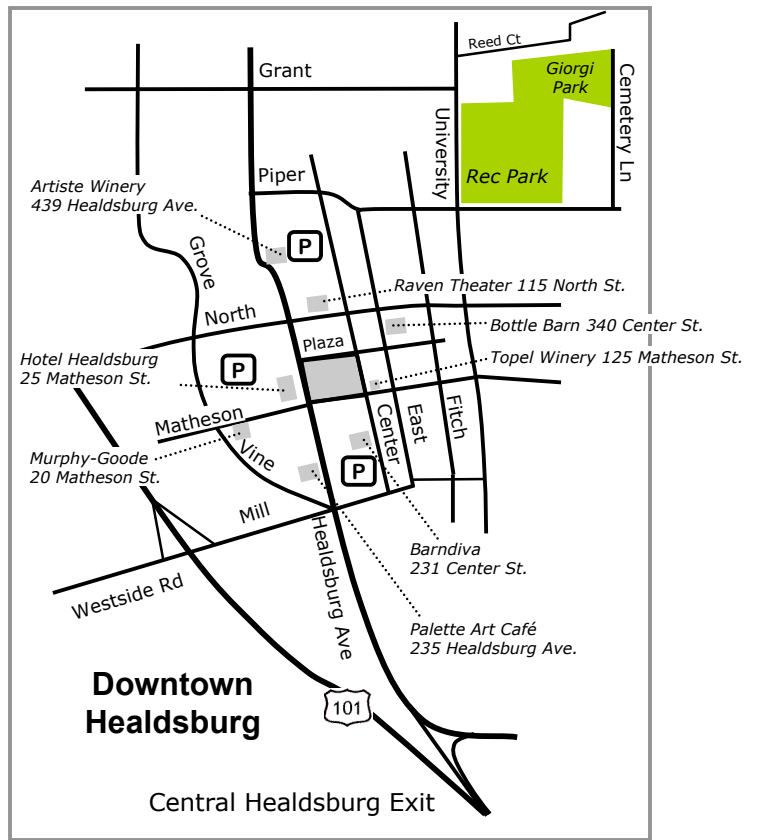 Reed Ct
Grant
Giorgi
Park
Cemetery Ln
University
Rec Park
Piper
Artiste Winery
439 Healdsburg Ave.
P
Grove
Raven Theater 115 North St.
North
Bottle Barn 340 Center St.
Plaza
Hotel Healdsburg
25 Matheson St.
P
Topel Winery 125 Matheson St.
Matheson
Center
East
Fitch
Murphy-Goode
20 Matheson St.
Vine
P
Mill
Healdsburg Ave
Barndiva
231 Center St.
Westside Rd
Palette Art Café
235 Healdsburg Ave.
Downtown
Healdsburg
101
Central Healdsburg Exit